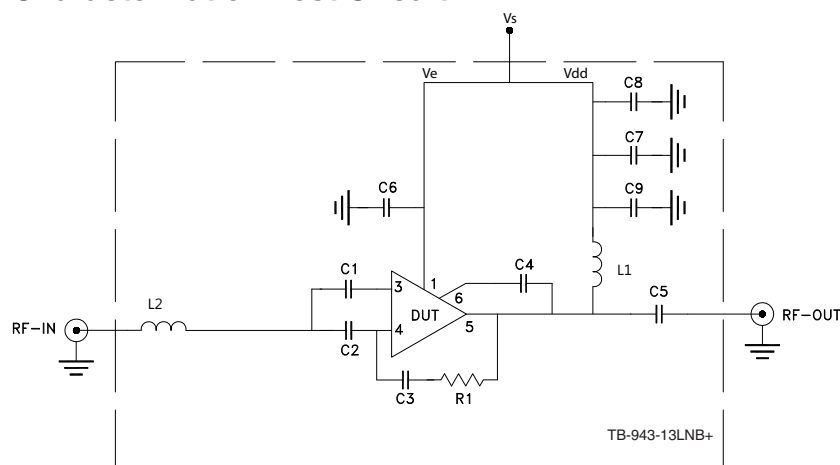 Vs
Ve
Vdd
C8
C7
C6
C9
C1
C4
L1
3
1
6
L2
C5
RF-IN
DUT
5
RF-OUT
4
C2
C3
R1
TB-943-13LNB+